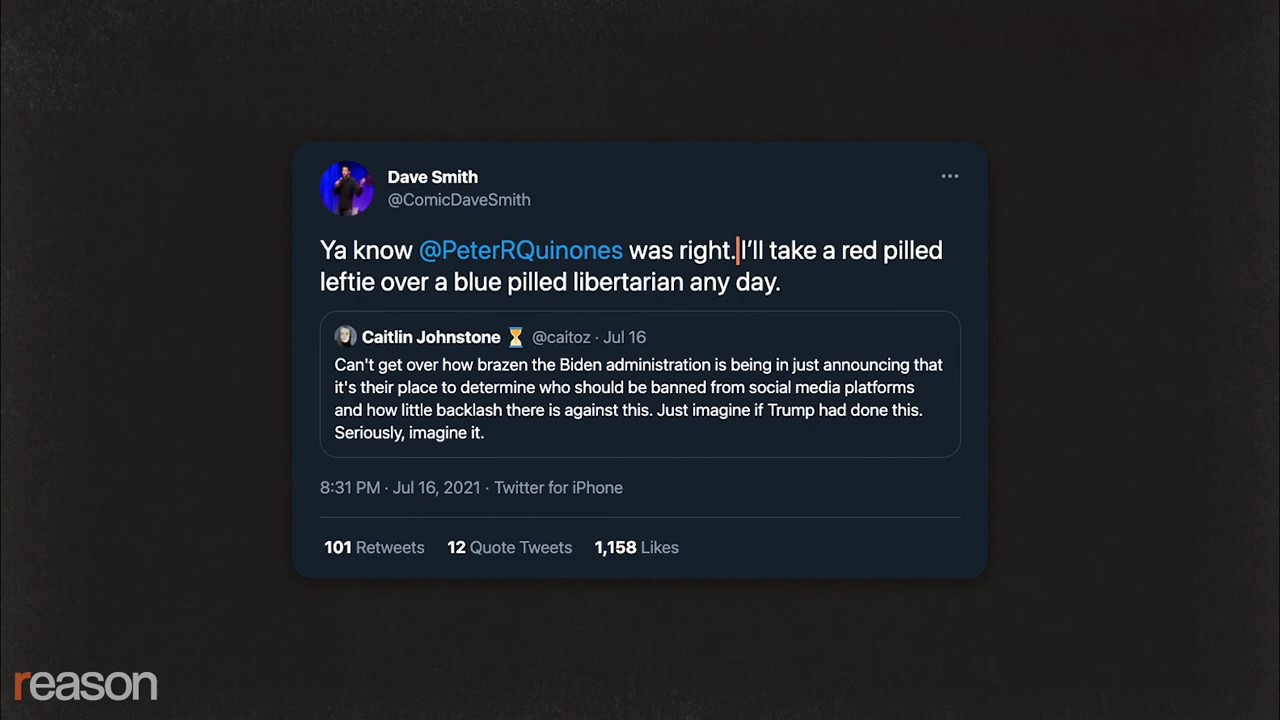 Dave Smith
@ComicDaveSmith
Ya know @PeterRQuinones was right. I’ll take a red pilled
leftie over a blue pilled libertarian any day.
Caitlin Johnstone ⏳ @caitoz · Jul 16
Can't get over how brazen the Biden administration is being in just announcing that
it's their place to determine who should be banned from social media platforms
and how little backlash there is against this. Just imagine if Trump had done this.
Seriously, imagine it.
8:31 PM · Jul 16, 2021 · Twitter for iPhone
101 Retweets 12 Quote Tweets 1,158 Likes
reason